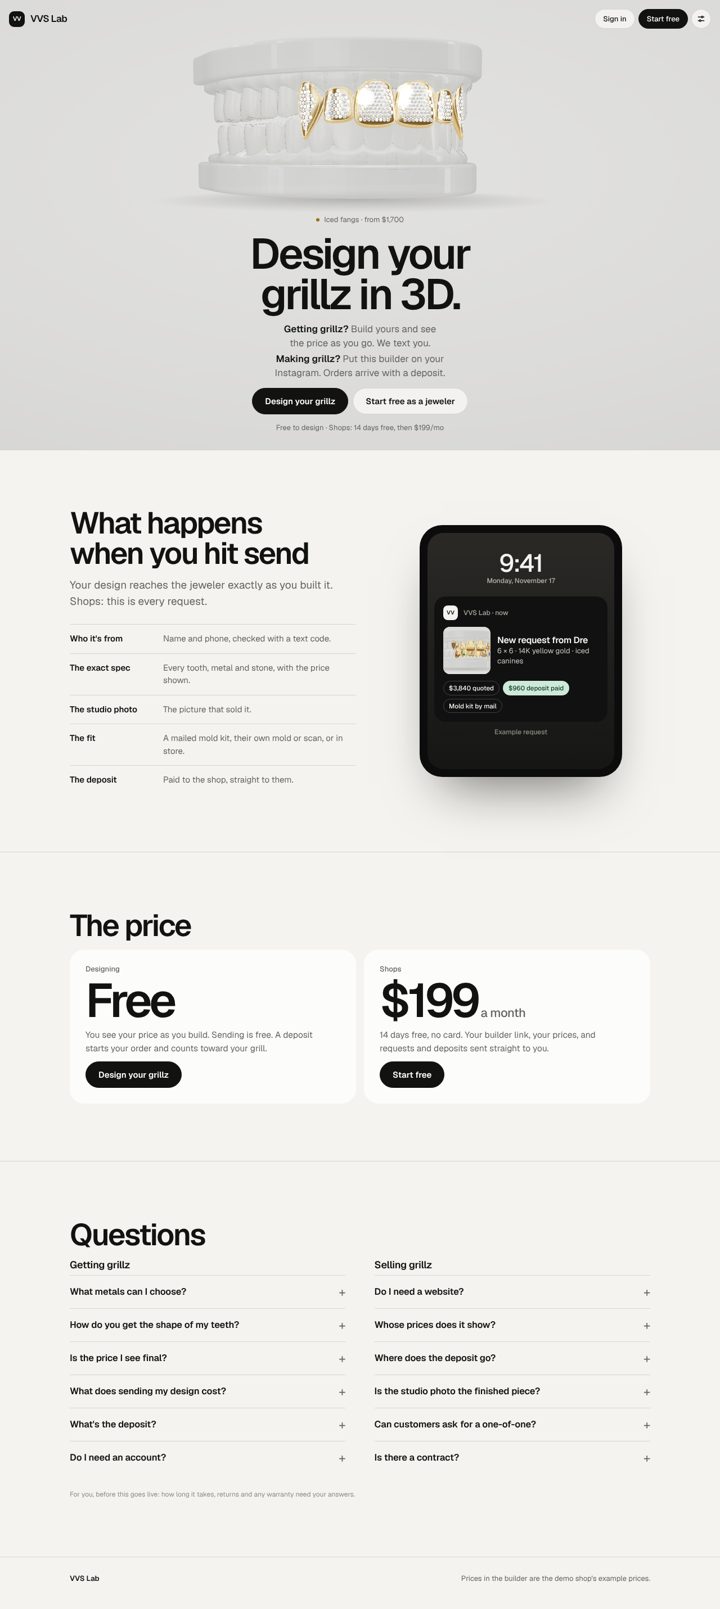 VV VVS Lab
Sign in
Start free
Iced fangs · from $1,700
Design your
grillz in 3D.
Getting grillz? Build yours and see
the price as you go. We text you.
Making grillz? Put this builder on your
Instagram. Orders arrive with a deposit.
Design your grillz
Start free as a jeweler
Free to design · Shops: 14 days free, then $199/mo
What happens
when you hit send
Your design reaches the jeweler exactly as you built it.
Shops: this is every request.
Who it's from
Name and phone, checked with a text code.
The exact spec
Every tooth, metal and stone, with the price
shown.
The studio photo
The picture that sold it.
The fit
A mailed mold kit, their own mold or scan, or in
store.
The deposit
Paid to the shop, straight to them.
9:41
Monday, November 17
VV VVS Lab · now
New request from Dre
6 × 6 · 14K yellow gold · iced
canines
$3,840 quoted
$960 deposit paid
Mold kit by mail
Example request
The price
Designing
Free
You see your price as you build. Sending is free. A deposit
starts your order and counts toward your grill.
Design your grillz
Shops
$199 a month
14 days free, no card. Your builder link, your prices, and
requests and deposits sent straight to you.
Start free
Questions
Getting grillz
What metals can I choose? +
How do you get the shape of my teeth? +
Is the price I see final? +
What does sending my design cost? +
What's the deposit? +
Do I need an account? +
Selling grillz
Do I need a website? +
Whose prices does it show? +
Where does the deposit go? +
Is the studio photo the finished piece? +
Can customers ask for a one-of-one? +
Is there a contract? +
For you, before this goes live: how long it takes, returns and any warranty need your answers.
VVS Lab
Prices in the builder are the demo shop's example prices.